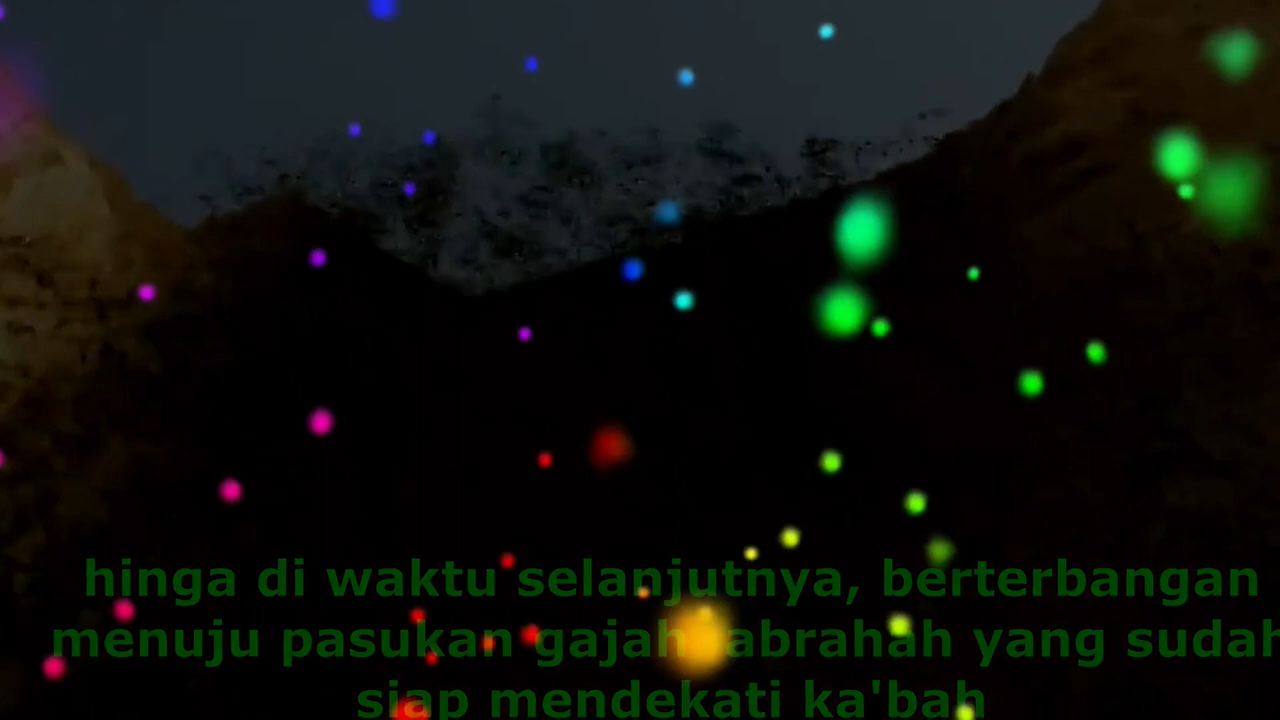 hinga di waktu selanjutnya, berterbangan
menuju pasukan gajah abrahah yang sudah
siap mendekati ka'bah